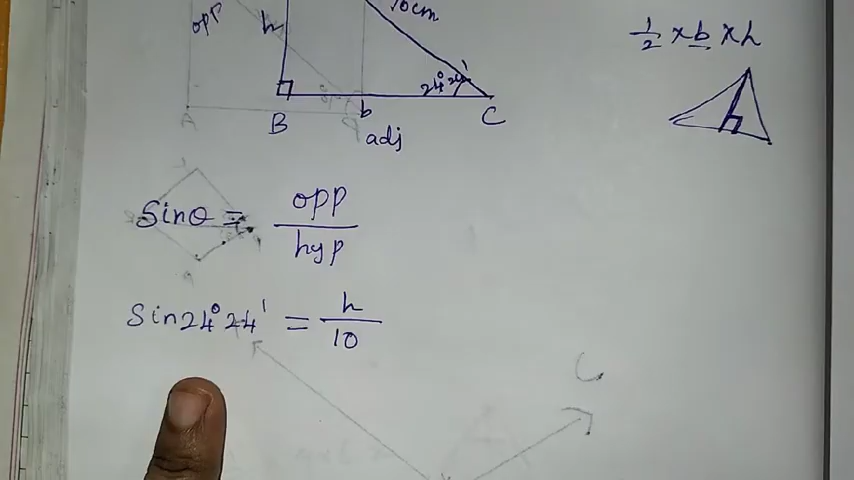 opp
h
10cm
24°24'
B
b
C
adj
A
1/2 × b × h
Sinθ = opp/hyp
Sin24°24' = h/10